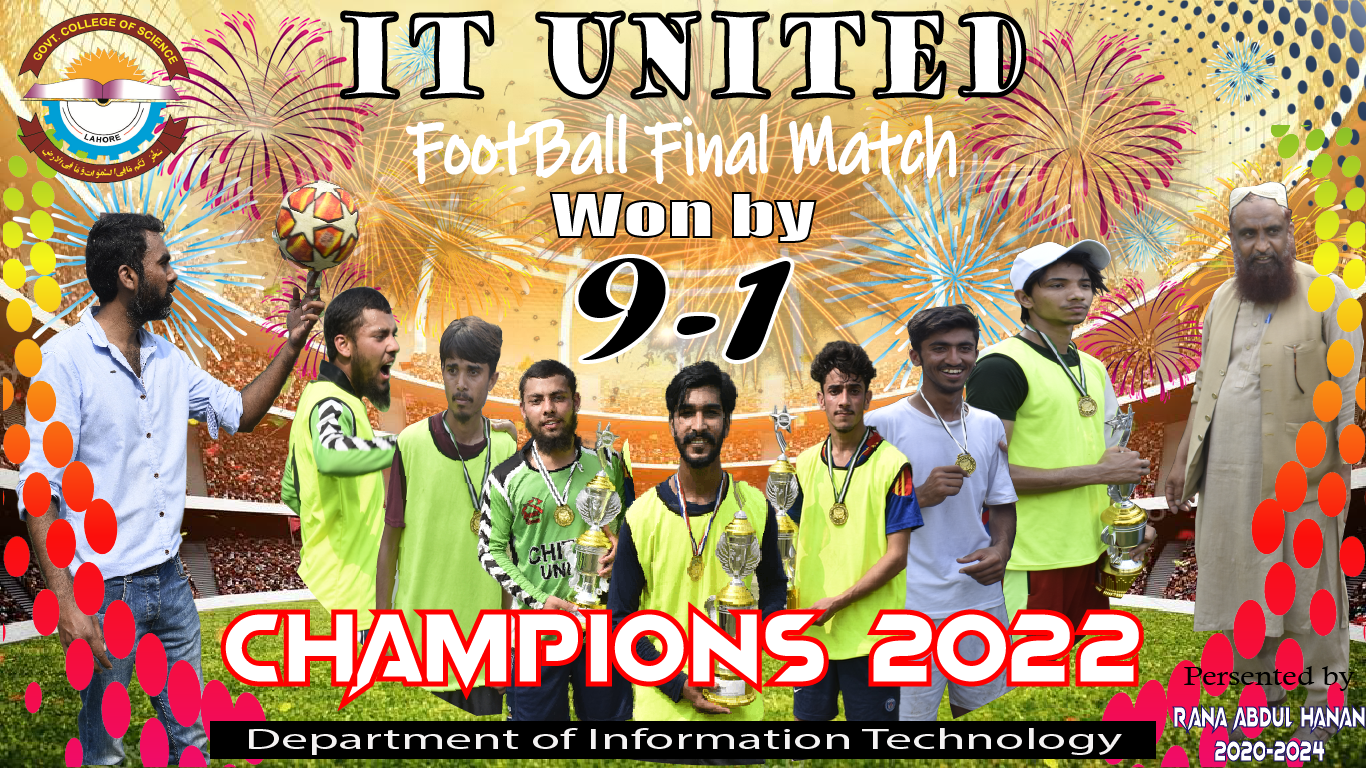 GOVT. COLLEGE OF SCIENCE
LAHORE
IT UNITED
FootBall Final Match
Won by
9-1
CHAMPIONS 2022
Department of Information Technology
Persented by
RANA ABDUL HANAN
2020-2024